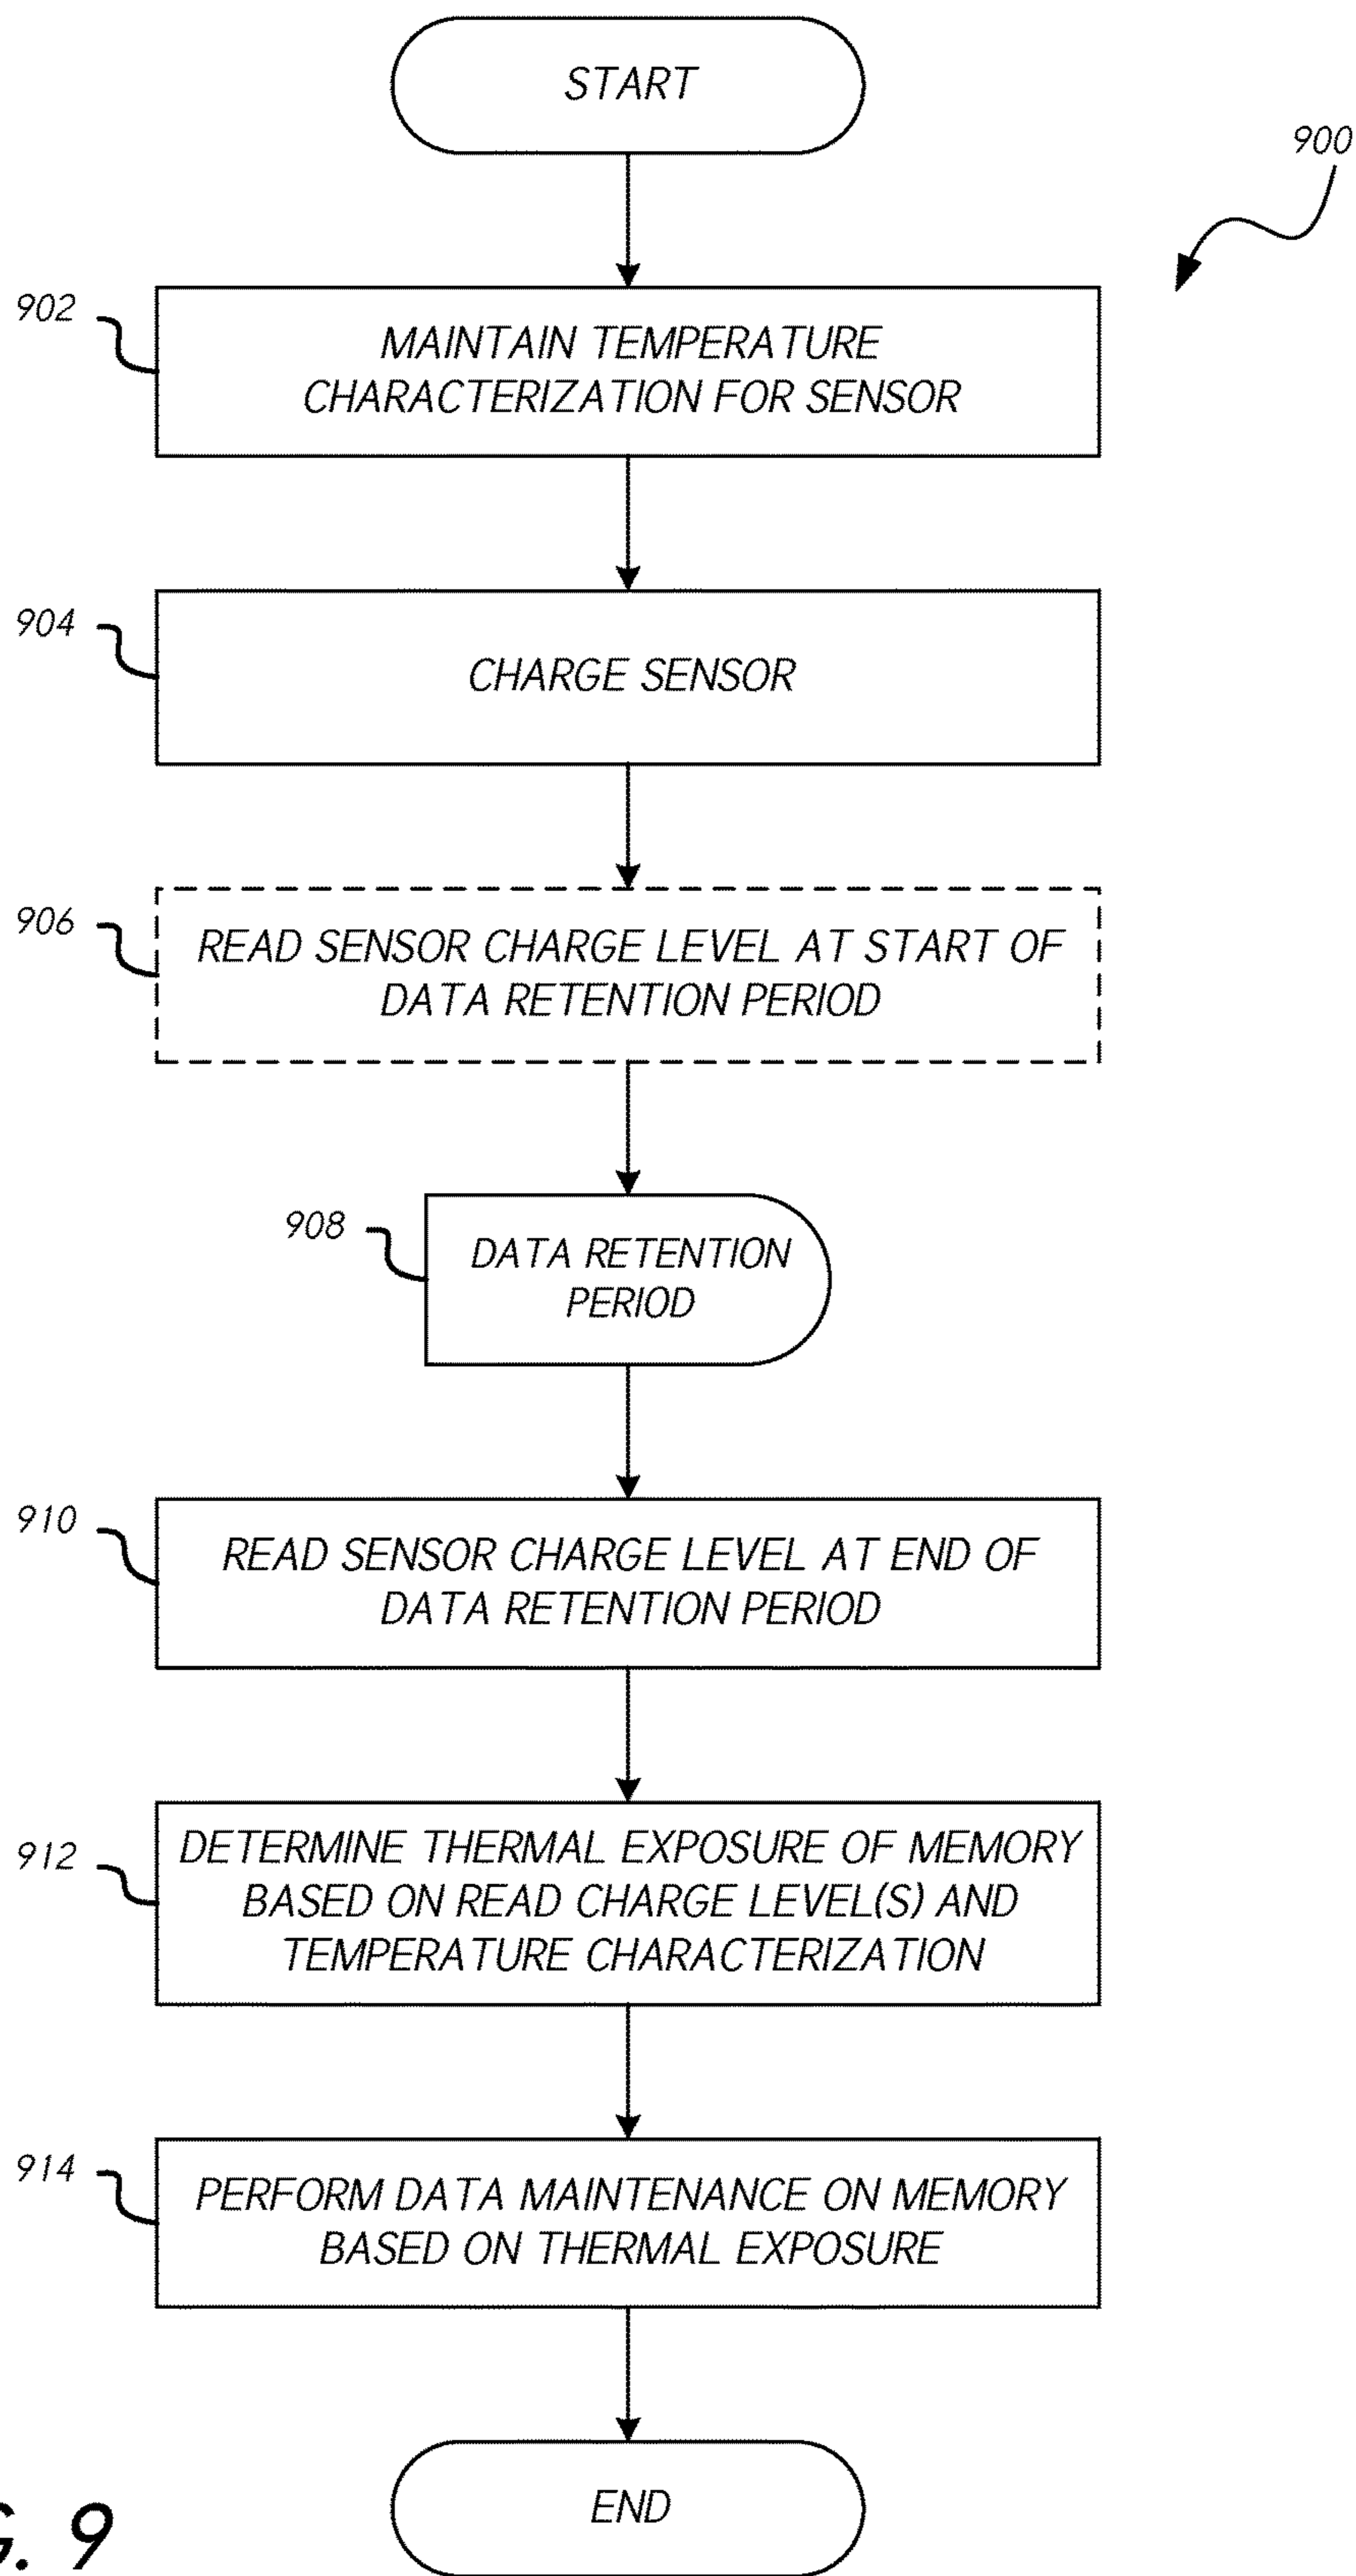 START
900
902
MAINTAIN TEMPERATURE
CHARACTERIZATION FOR SENSOR
904
CHARGE SENSOR
906
READ SENSOR CHARGE LEVEL AT START OF
DATA RETENTION PERIOD
908
DATA RETENTION
PERIOD
910
READ SENSOR CHARGE LEVEL AT END OF
DATA RETENTION PERIOD
912
DETERMINE THERMAL EXPOSURE OF MEMORY
BASED ON READ CHARGE LEVEL(S) AND
TEMPERATURE CHARACTERIZATION
914
PERFORM DATA MAINTENANCE ON MEMORY
BASED ON THERMAL EXPOSURE
END
G. 9